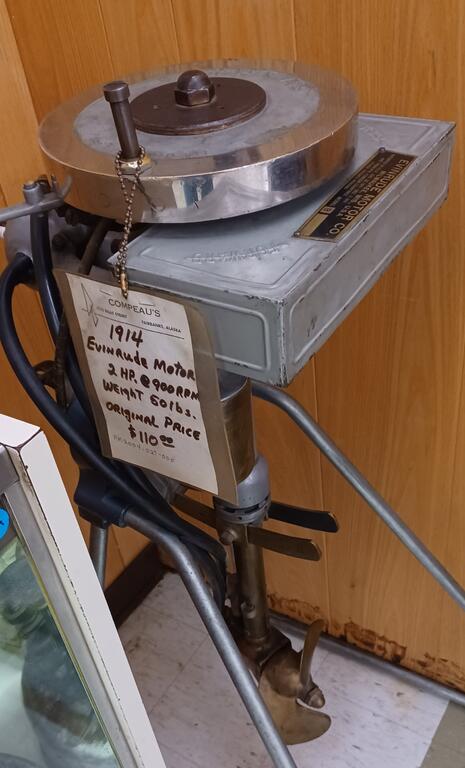 EVINRUDE MOTOR CO
COMPEAU'S
FAIRBANKS, ALASKA
1914
EVINRUDE MOTOR
2 HP. @ 900 RPM
WEIGHT 50 lbs.
ORIGINAL PRICE
$110.00